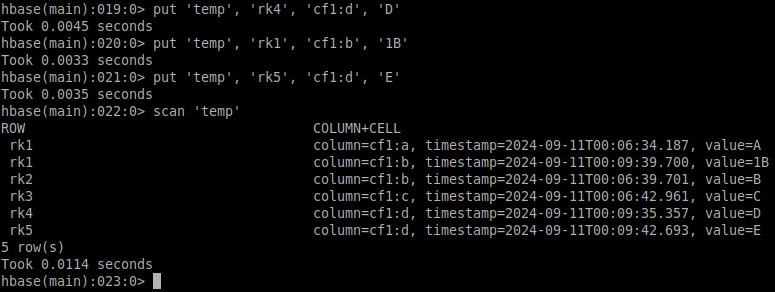 hbase(main):019:0> put 'temp', 'rk4', 'cf1:d', 'D'
Took 0.0045 seconds
hbase(main):020:0> put 'temp', 'rk1', 'cf1:b', '1B'
Took 0.0033 seconds
hbase(main):021:0> put 'temp', 'rk5', 'cf1:d', 'E'
Took 0.0035 seconds
hbase(main):022:0> scan 'temp'
ROW COLUMN+CELL
rk1 column=cf1:a, timestamp=2024-09-11T00:06:34.187, value=A
rk1 column=cf1:b, timestamp=2024-09-11T00:09:39.700, value=1B
rk2 column=cf1:b, timestamp=2024-09-11T00:06:39.701, value=B
rk3 column=cf1:c, timestamp=2024-09-11T00:06:42.961, value=C
rk4 column=cf1:d, timestamp=2024-09-11T00:09:35.357, value=D
rk5 column=cf1:d, timestamp=2024-09-11T00:09:42.693, value=E
5 row(s)
Took 0.0114 seconds
hbase(main):023:0>